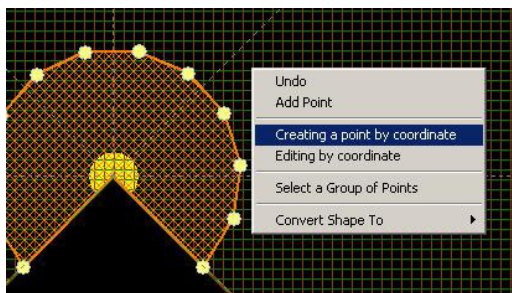 Undo
Add Point
Creating a point by coordinate
Editing by coordinate
Select a Group of Points
Convert Shape To